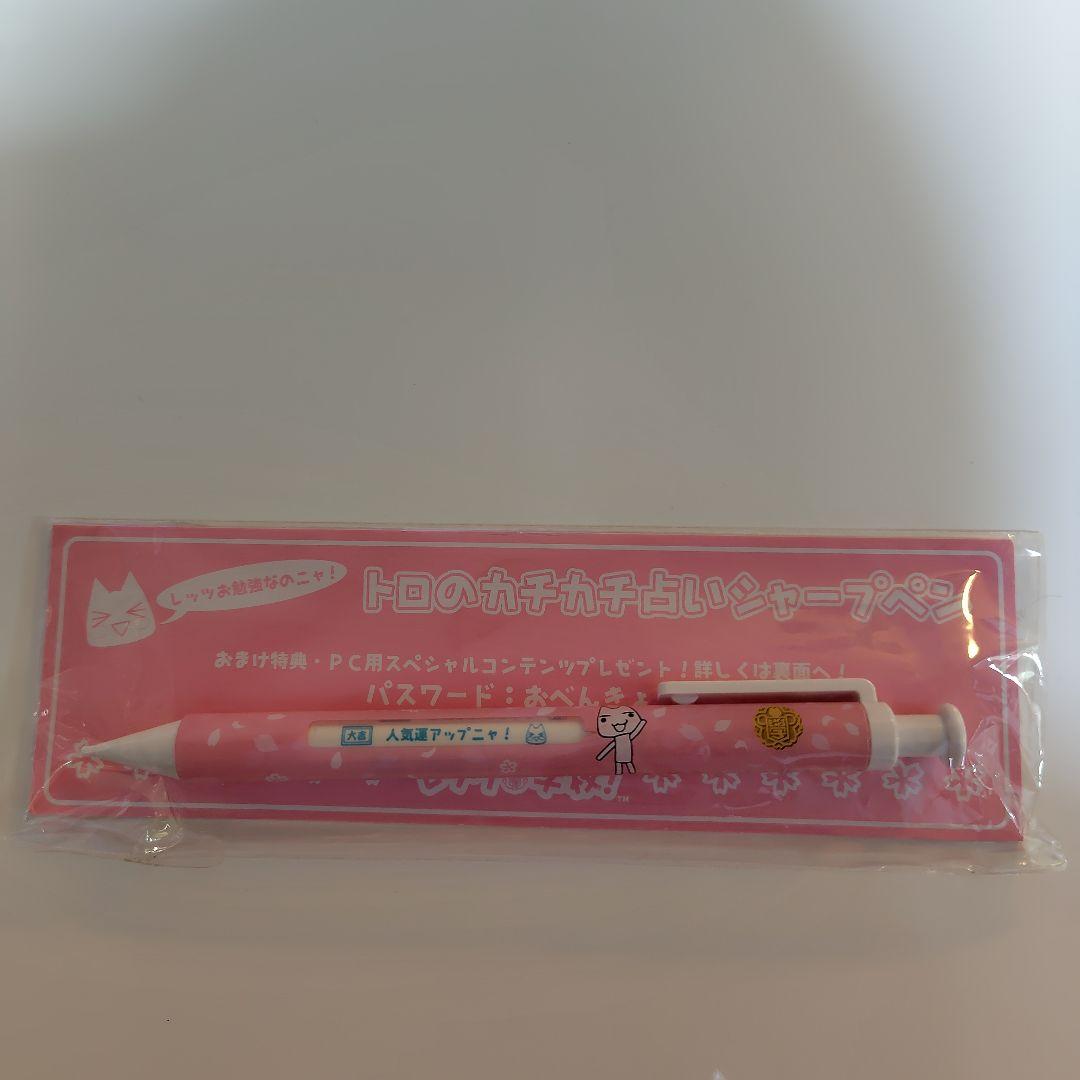 レッツお勉強なのニャ！
トロのカチカチ占いシャープペン
おまけ特典・PC用スペシャルコンテンツプレゼント！詳しくは裏面へ！
パスワード：おべんきょ
大吉 人気運アップニャ！
学
TM